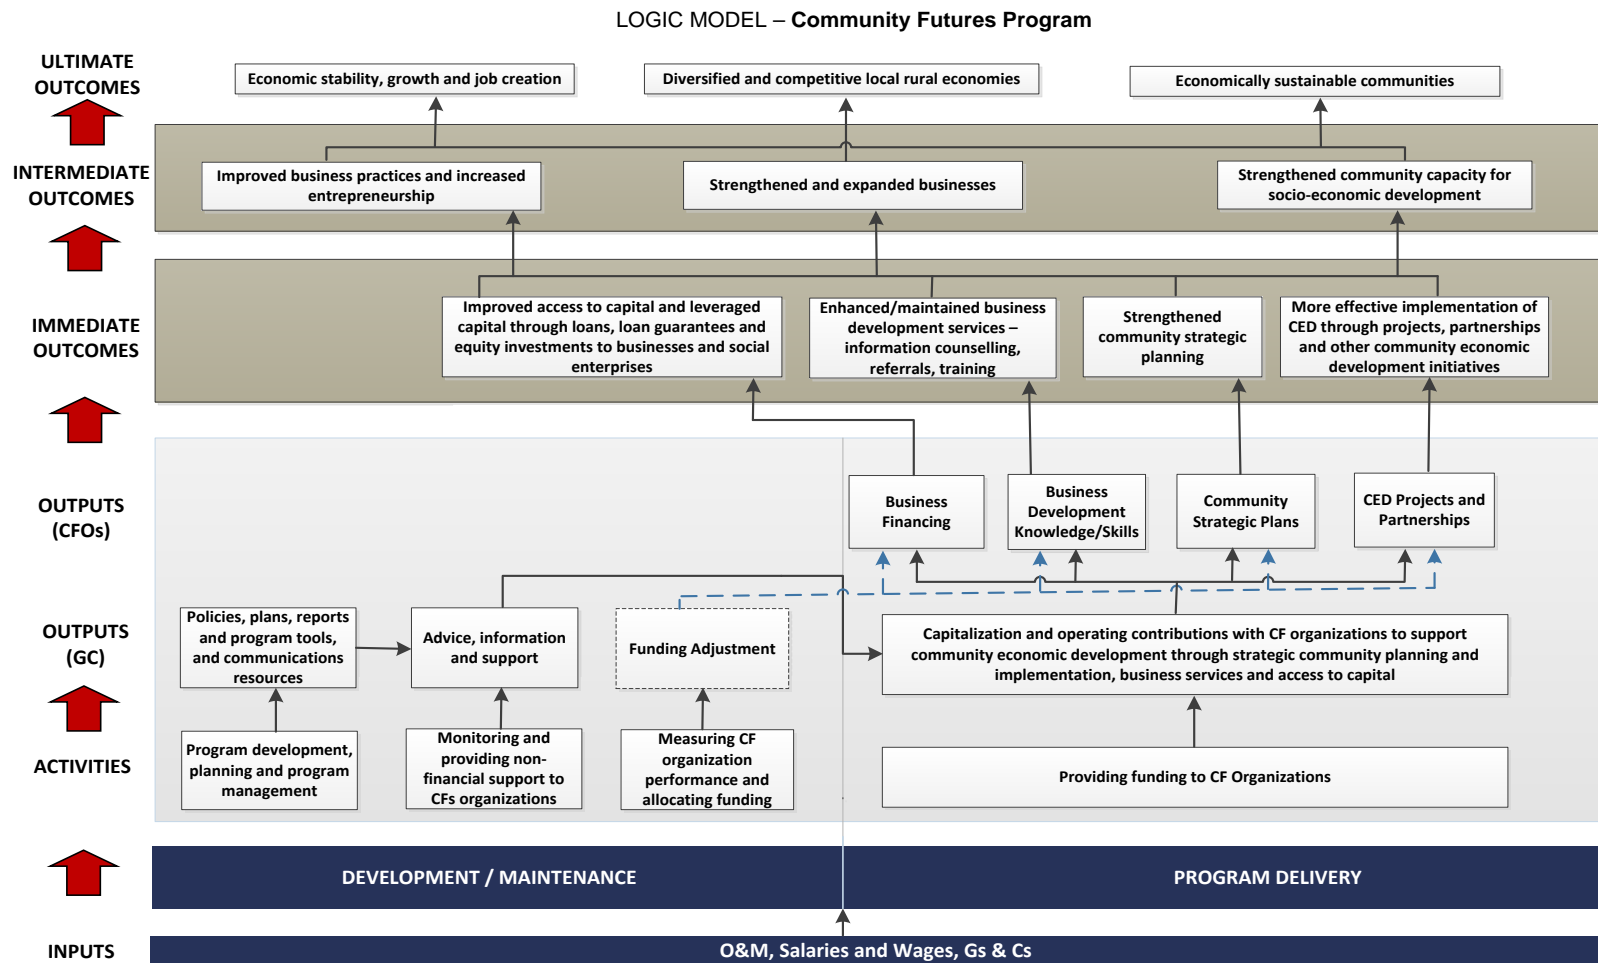 LOGIC MODEL – Community Futures Program
ULTIMATE
OUTCOMES
Economic stability, growth and job creation
Diversified and competitive local rural economies
Economically sustainable communities
INTERMEDIATE
OUTCOMES
Improved business practices and increased
entrepreneurship
Strengthened and expanded businesses
Strengthened community capacity for
socio-economic development
IMMEDIATE
OUTCOMES
Improved access to capital and leveraged
capital through loans, loan guarantees and
equity investments to businesses and social
enterprises
Enhanced/maintained business
development services –
information counselling,
referrals, training
Strengthened
community strategic
planning
More effective implementation of
CED through projects, partnerships
and other community economic
development initiatives
OUTPUTS
(CFOs)
Business
Financing
Business
Development
Knowledge/Skills
Community
Strategic Plans
CED Projects and
Partnerships
OUTPUTS
(GC)
Policies, plans, reports
and program tools,
and communications
resources
Advice, information
and support
Funding Adjustment
Capitalization and operating contributions with CF organizations to support
community economic development through strategic community planning and
implementation, business services and access to capital
ACTIVITIES
Program development,
planning and program
management
Monitoring and
providing non-
financial support to
CFs organizations
Measuring CF
organization
performance and
allocating funding
Providing funding to CF Organizations
DEVELOPMENT / MAINTENANCE
PROGRAM DELIVERY
INPUTS
O&M, Salaries and Wages, Gs & Cs